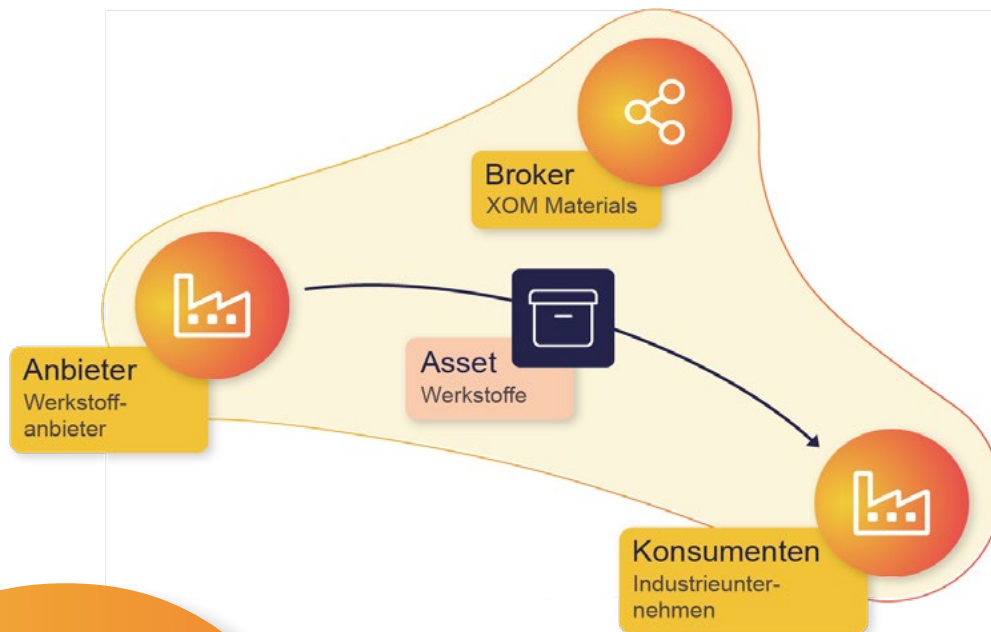 Broker
XOM Materials
Anbieter
Werkstoff-
anbieter
Asset
Werkstoffe
Konsumenten
Industrieunter-
nehmen